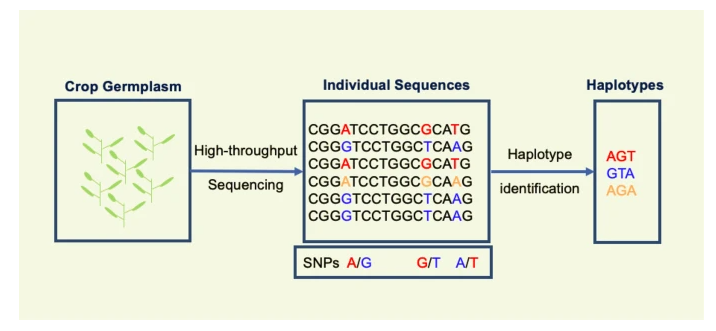 Crop Germplasm
High-throughput
Sequencing
Individual Sequences
CGGATCCTGGCGCATG
CGGGTCCTGGCTCAAG
CGGATCCTGGCGCATG
CGGATCCTGGCGCAAG
CGGGTCCTGGCTCAAG
CGGGTCCTGGCTCAAG
SNPs A/G G/T A/T
Haplotype
identification
Haplotypes
AGT
GTA
AGA